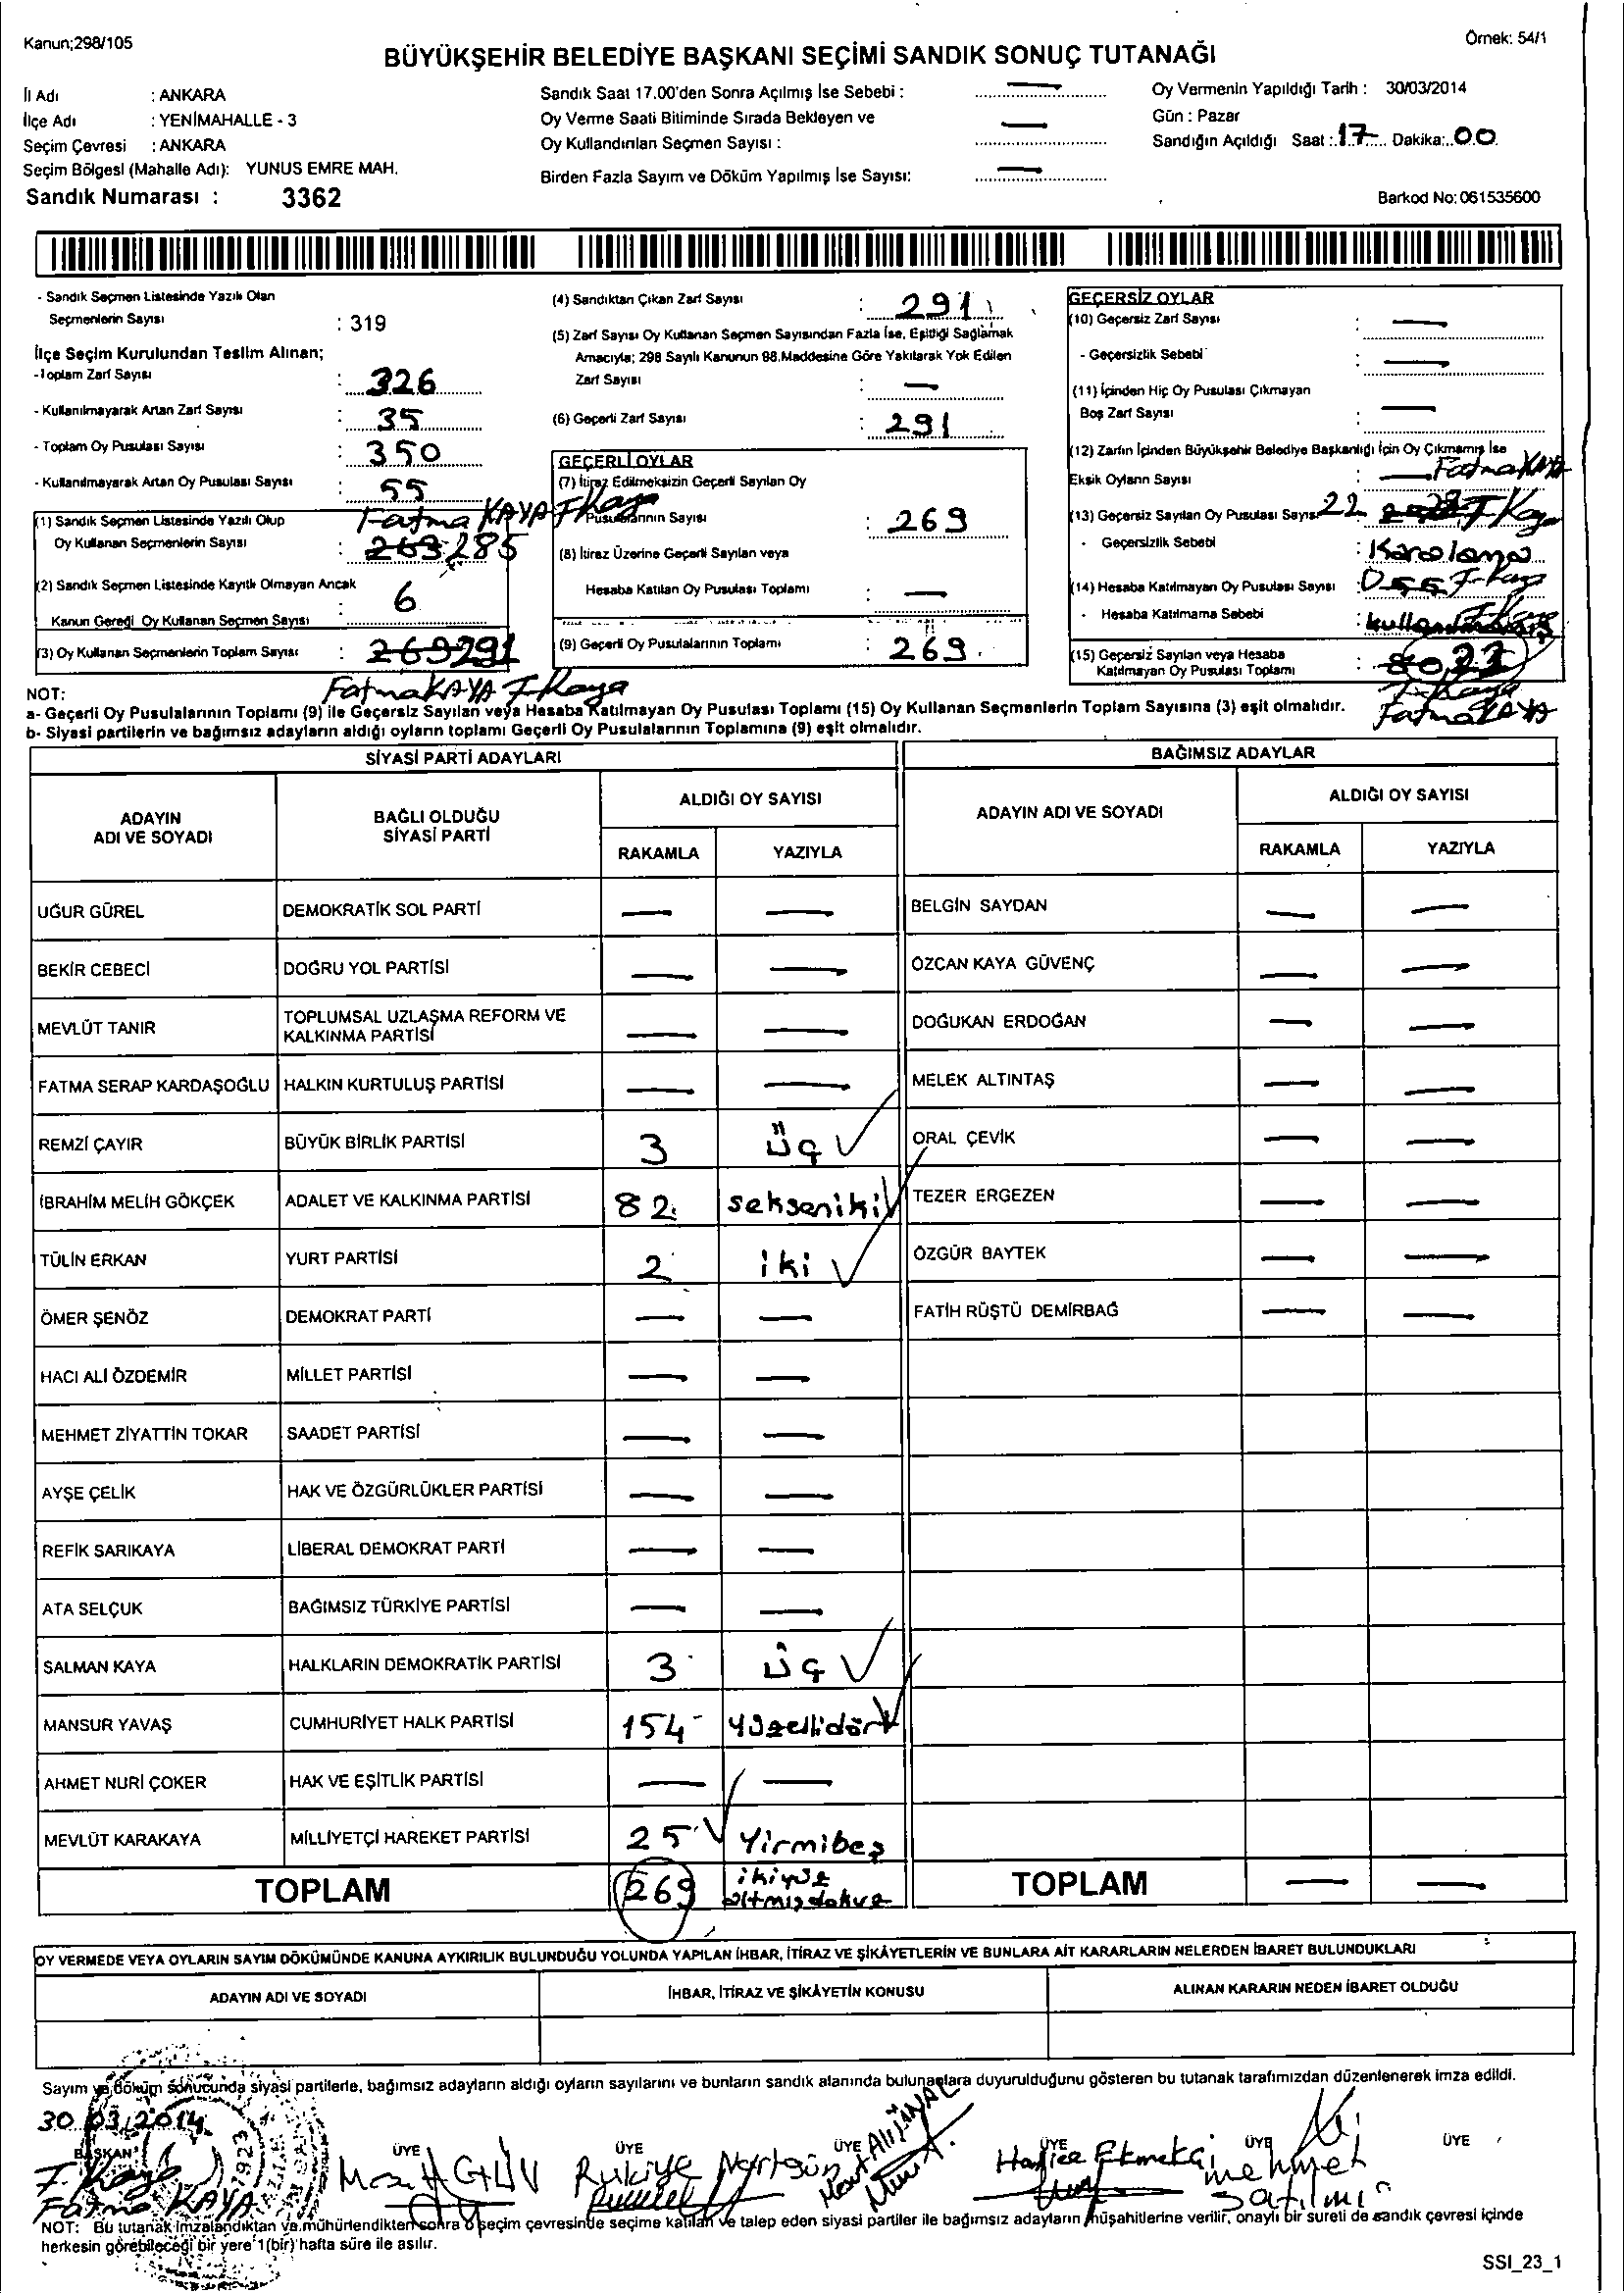 Kanun;298/105
Örnek: 54/1
BÜYÜKŞEHİR BELEDİYE BAŞKANI SEÇİMİ SANDIK SONUÇ TUTANAĞI
İl Adı : ANKARA
İlçe Adı : YENİMAHALLE - 3
Seçim Çevresi : ANKARA
Seçim Bölgesi (Mahalle Adı): YUNUS EMRE MAH.
Sandık Numarası : 3362
Sandık Saat 17.00'den Sonra Açılmış İse Sebebi : —
Oy Verme Saati Bitiminde Sırada Bekleyen ve
Oy Kullandırılan Seçmen Sayısı : —
Birden Fazla Sayım ve Döküm Yapılmış İse Sayısı: —
Oy Vermenin Yapıldığı Tarih : 30/03/2014
Gün : Pazar
Sandığın Açıldığı Saat : 17 Dakika: 00
Barkod No: 061535600
- Sandık Seçmen Listesinde Yazılı Olan
Seçmenlerin Sayısı : 319
İlçe Seçim Kurulundan Teslim Alınan;
-Toplam Zarf Sayısı : 326
- Kullanılmayarak Artan Zarf Sayısı : 35
- Toplam Oy Pusulası Sayısı : 350
- Kullanılmayarak Artan Oy Pusulası Sayısı : 55
Fatma KAYA F Kaya
(1) Sandık Seçmen Listesinde Yazılı Olup
Oy Kullanan Seçmenlerin Sayısı : 269 285
(2) Sandık Seçmen Listesinde Kayıtlı Olmayan Ancak
Kanun Gereği Oy Kullanan Seçmen Sayısı : 6
(3) Oy Kullanan Seçmenlerin Toplam Sayısı : 269 291
Fatma KAYA F Kaya
(4) Sandıktan Çıkan Zarf Sayısı : 291
(5) Zarf Sayısı Oy Kullanan Seçmen Sayısından Fazla İse, Eşitliği Sağlamak
Amacıyla; 298 Sayılı Kanunun 98.Maddesine Göre Yakılarak Yok Edilen
Zarf Sayısı : —
(6) Geçerli Zarf Sayısı : 291
GEÇERLİ OYLAR
(7) İtiraz Edilmeksizin Geçerli Sayılan Oy
Pusulalarının Sayısı : 269
(8) İtiraz Üzerine Geçerli Sayılan veya
Hesaba Katılan Oy Pusulası Toplamı : —
(9) Geçerli Oy Pusulalarının Toplamı : 269
GEÇERSİZ OYLAR
(10) Geçersiz Zarf Sayısı : —
- Geçersizlik Sebebi : —
(11) İçinden Hiç Oy Pusulası Çıkmayan
Boş Zarf Sayısı : —
(12) Zarfın İçinden Büyükşehir Belediye Başkanlığı İçin Oy Çıkmamış İse
Eksik Oyların Sayısı : —
Fatma KAYA
(13) Geçersiz Sayılan Oy Pusulası Sayısı 22 F Kaya
- Geçersizlik Sebebi : Karalama
(14) Hesaba Katılmayan Oy Pusulası Sayısı : F Kaya
- Hesaba Katılmama Sebebi :
(15) Geçersiz Sayılan veya Hesaba
Katılmayan Oy Pusulası Toplamı : 80 22
F Kaya
Fatma KAYA
NOT:
a- Geçerli Oy Pusulalarının Toplamı (9) ile Geçersiz Sayılan veya Hesaba Katılmayan Oy Pusulası Toplamı (15) Oy Kullanan Seçmenlerin Toplam Sayısına (3) eşit olmalıdır.
b- Siyasi partilerin ve bağımsız adayların aldığı oyların toplamı Geçerli Oy Pusulalarının Toplamına (9) eşit olmalıdır.
SİYASİ PARTİ ADAYLARI
BAĞIMSIZ ADAYLAR
ADAYIN ADI VE SOYADI
BAĞLI OLDUĞU SİYASİ PARTİ
ALDIĞI OY SAYISI
RAKAMLA YAZIYLA
ADAYIN ADI VE SOYADI
ALDIĞI OY SAYISI
RAKAMLA YAZIYLA
UĞUR GÜREL DEMOKRATİK SOL PARTİ — — BELGİN SAYDAN — —
BEKİR CEBECİ DOĞRU YOL PARTİSİ — — ÖZCAN KAYA GÜVENÇ — —
MEVLÜT TANIR TOPLUMSAL UZLAŞMA REFORM VE KALKINMA PARTİSİ — — DOĞUKAN ERDOĞAN — —
FATMA SERAP KARDAŞOĞLU HALKIN KURTULUŞ PARTİSİ — — MELEK ALTINTAŞ — —
REMZİ ÇAYIR BÜYÜK BİRLİK PARTİSİ 3 üç ORAL ÇEVİK — —
İBRAHİM MELİH GÖKÇEK ADALET VE KALKINMA PARTİSİ 82 sekseniki TEZER ERGEZEN — —
TÜLİN ERKAN YURT PARTİSİ 2 iki ÖZGÜR BAYTEK — —
ÖMER ŞENÖZ DEMOKRAT PARTİ — — FATİH RÜŞTÜ DEMİRBAĞ — —
HACI ALİ ÖZDEMİR MİLLET PARTİSİ — —
MEHMET ZİYATTİN TOKAR SAADET PARTİSİ — —
AYŞE ÇELİK HAK VE ÖZGÜRLÜKLER PARTİSİ — —
REFİK SARIKAYA LİBERAL DEMOKRAT PARTİ — —
ATA SELÇUK BAĞIMSIZ TÜRKİYE PARTİSİ — —
SALMAN KAYA HALKLARIN DEMOKRATİK PARTİSİ 3 üç
MANSUR YAVAŞ CUMHURİYET HALK PARTİSİ 154 yüzellidört
AHMET NURİ ÇOKER HAK VE EŞİTLİK PARTİSİ — —
MEVLÜT KARAKAYA MİLLİYETÇİ HAREKET PARTİSİ 25 Yirmibeş
TOPLAM 269 ikiyüz altmışdokuz TOPLAM — —
OY VERMEDE VEYA OYLARIN SAYIM DÖKÜMÜNDE KANUNA AYKIRILIK BULUNDUĞU YOLUNDA YAPILAN İHBAR, İTİRAZ VE ŞİKÂYETLERİN VE BUNLARA AİT KARARLARIN NELERDEN İBARET BULUNDUKLARI
ADAYIN ADI VE SOYADI İHBAR, İTİRAZ VE ŞİKÂYETİN KONUSU ALINAN KARARIN NEDEN İBARET OLDUĞU
Sayım ve döküm sonucunda siyasi partilerle, bağımsız adayların aldığı oyların sayılarını ve bunların sandık alanında bulunanlara duyurulduğunu gösteren bu tutanak tarafımızdan düzenlenerek imza edildi.
30.03.2014
BAŞKAN ÜYE ÜYE ÜYE ÜYE ÜYE ÜYE
F. Kaya Rukiye Hatice Ekmekçi mehmet
Fatma KAYA satılmış
1923
NOT: Bu tutanak imzalandıktan ve mühürlendikten sonra o seçim çevresinde seçime katılan ve talep eden siyasi partiler ile bağımsız adayların müşahitlerine verilir, onaylı bir sureti de sandık çevresi içinde
herkesin görebileceği bir yere 1(bir) hafta süre ile asılır.
SSI_23_1